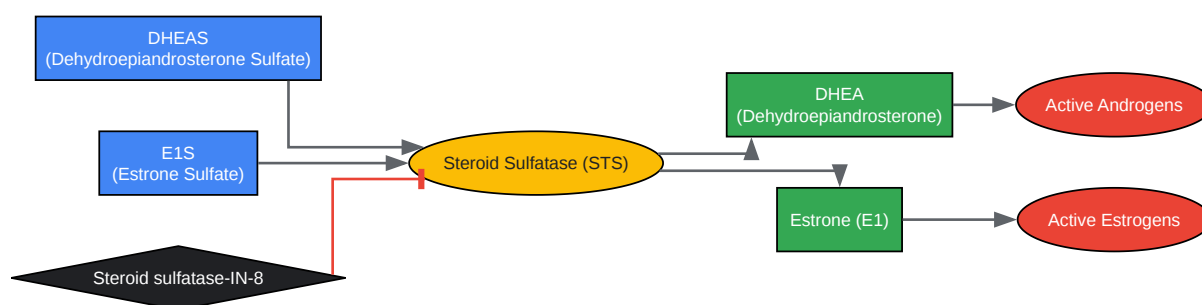 DHEAS
(Dehydroepiandrosterone Sulfate)
E1S
(Estrone Sulfate)
Steroid sulfatase-IN-8
Steroid Sulfatase (STS)
DHEA
(Dehydroepiandrosterone)
Estrone (E1)
Active Androgens
Active Estrogens